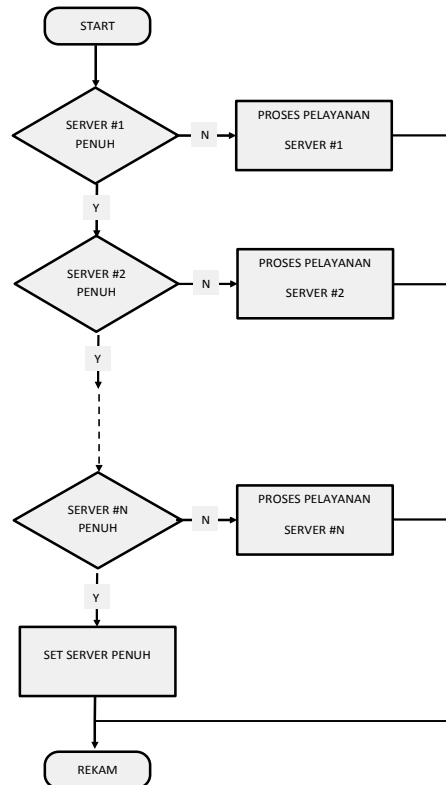 START
SERVER #1
PENUH
N
PROSES PELAYANAN
SERVER #1
Y
SERVER #2
PENUH
N
PROSES PELAYANAN
SERVER #2
Y
SERVER #N
PENUH
N
PROSES PELAYANAN
SERVER #N
Y
SET SERVER PENUH
REKAM